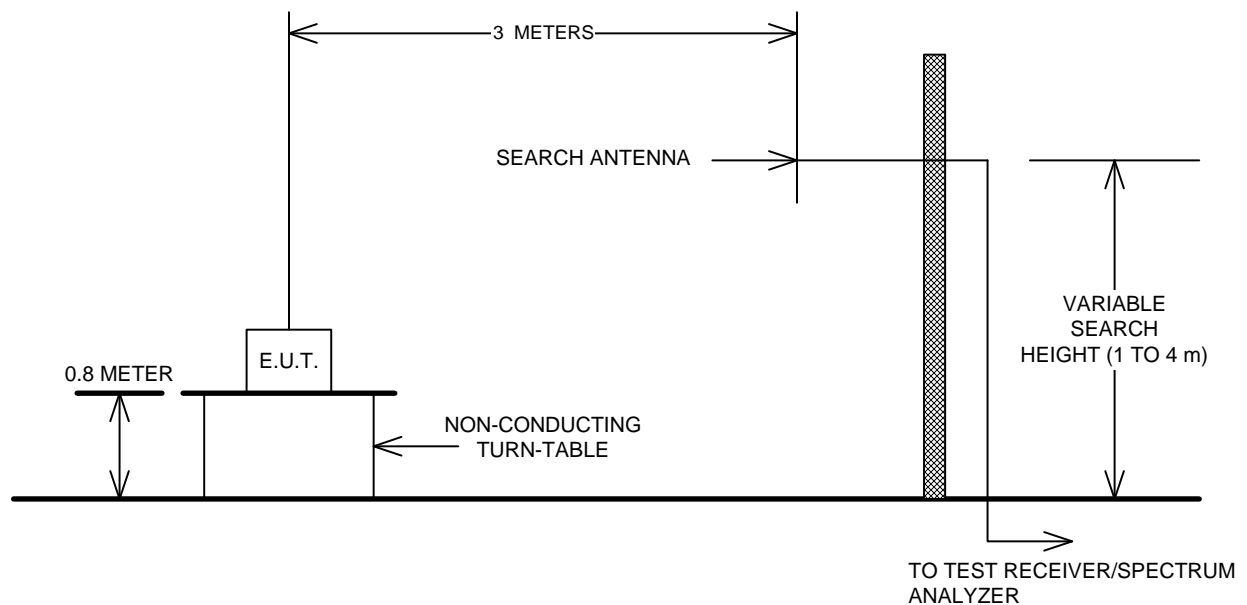 3 METERS
SEARCH ANTENNA
VARIABLE
SEARCH
HEIGHT (1 TO 4 m)
E.U.T.
0.8 METER
NON-CONDUCTING
TURN-TABLE
TO TEST RECEIVER/SPECTRUM
ANALYZER